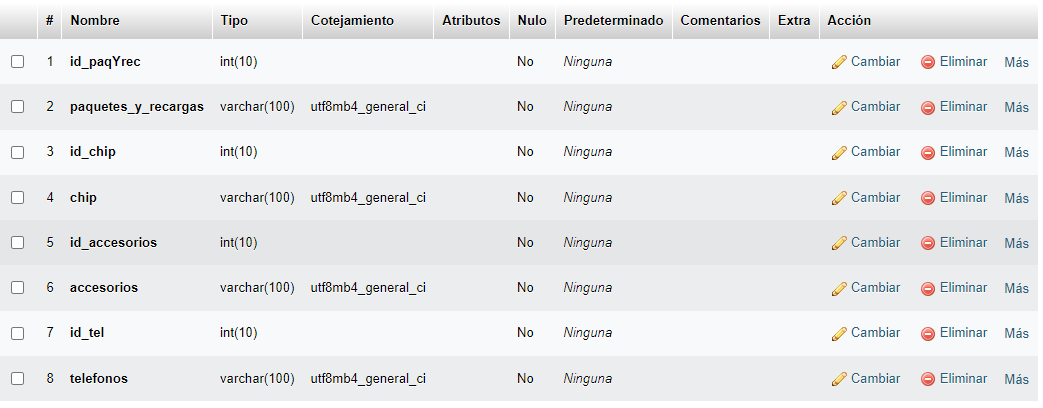 # Nombre Tipo Cotejamiento Atributos Nulo Predeterminado Comentarios Extra Acción
1 id_paqYrec int(10) No Ninguna Cambiar Eliminar Más
2 paquetes_y_recargas varchar(100) utf8mb4_general_ci No Ninguna Cambiar Eliminar Más
3 id_chip int(10) No Ninguna Cambiar Eliminar Más
4 chip varchar(100) utf8mb4_general_ci No Ninguna Cambiar Eliminar Más
5 id_accesorios int(10) No Ninguna Cambiar Eliminar Más
6 accesorios varchar(100) utf8mb4_general_ci No Ninguna Cambiar Eliminar Más
7 id_tel int(10) No Ninguna Cambiar Eliminar Más
8 telefonos varchar(100) utf8mb4_general_ci No Ninguna Cambiar Eliminar Más